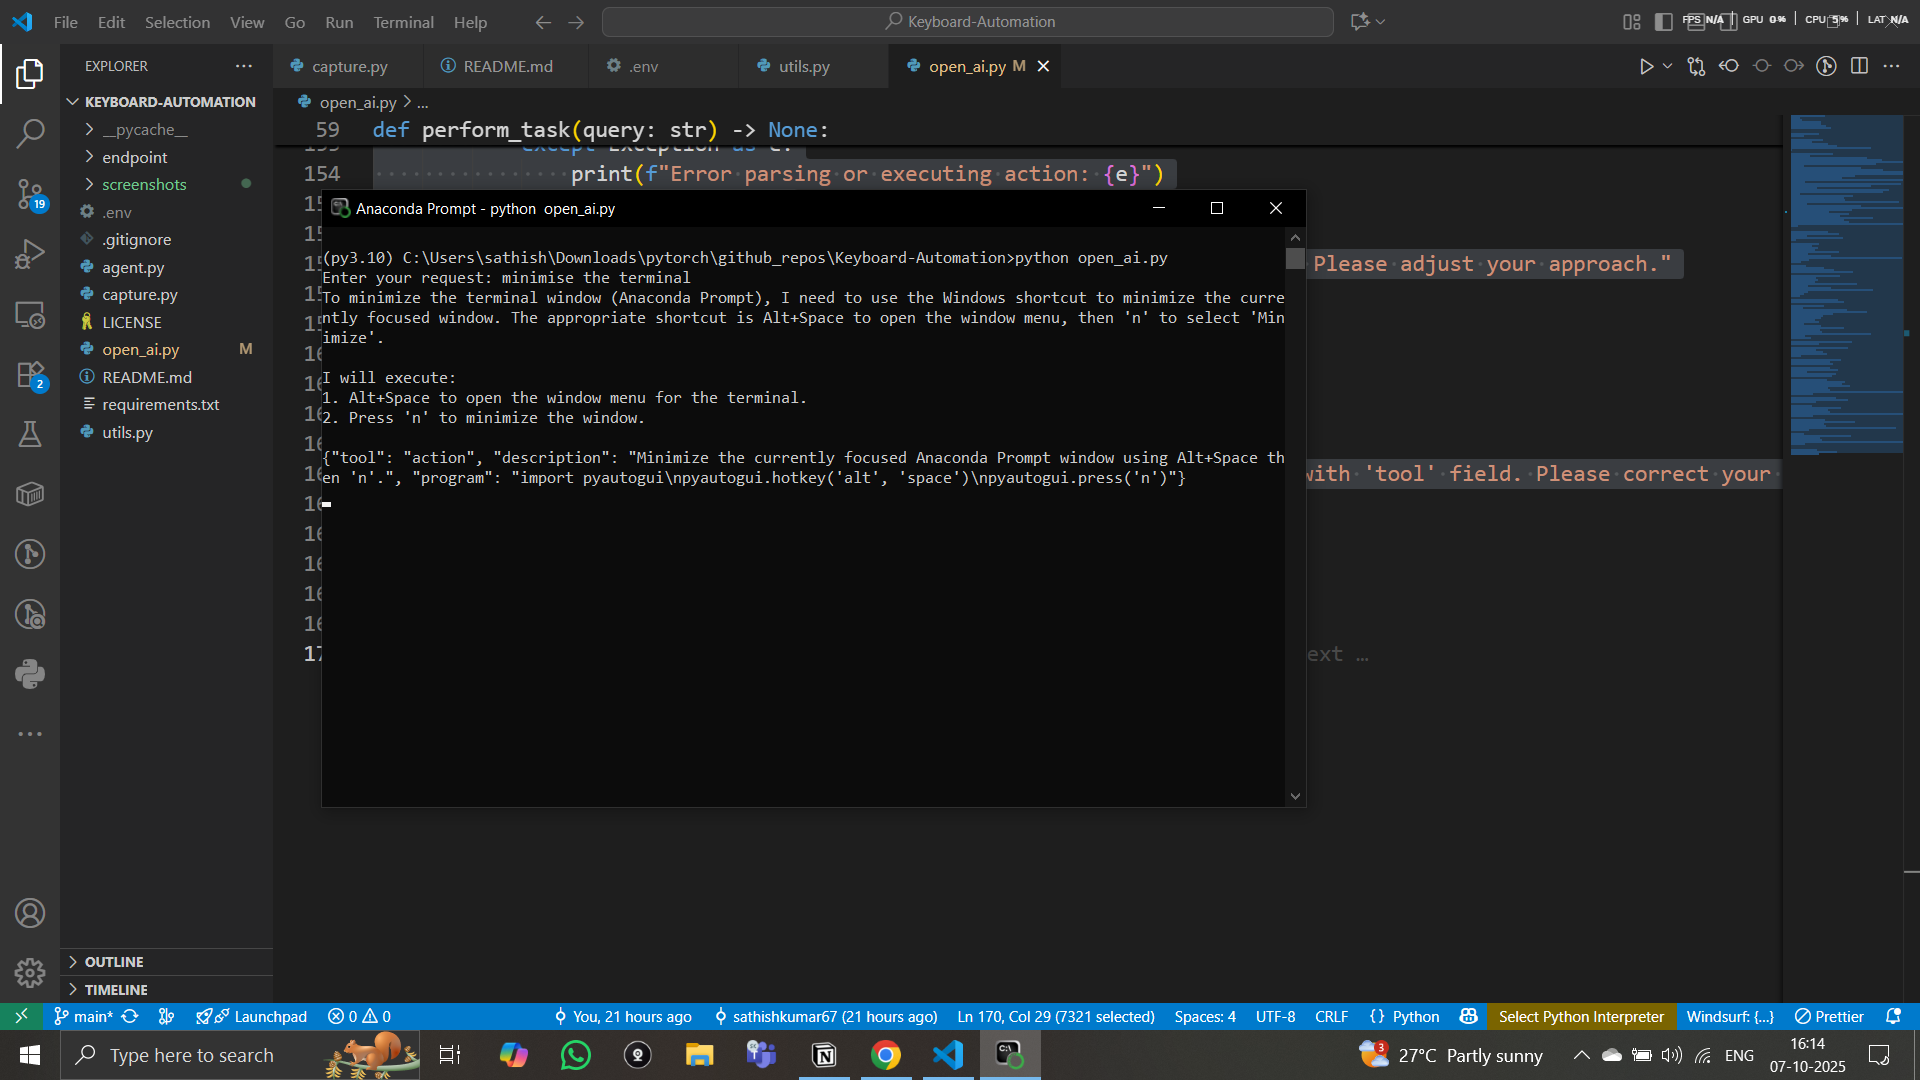 File Edit Selection View Go Run Terminal Help
Keyboard-Automation
FPS N/A GPU 0% CPU 5% LAT N/A
EXPLORER
capture.py
README.md
.env
utils.py
open_ai.py M
KEYBOARD-AUTOMATION
__pycache__
endpoint
screenshots
.env
.gitignore
agent.py
capture.py
LICENSE
open_ai.py M
README.md
requirements.txt
utils.py
OUTLINE
TIMELINE
19
2
open_ai.py > ...
59 def perform_task(query: str) -> None:
except Exception as e:
154 print(f"Error parsing or executing action: {e}")
Please adjust your approach."
with 'tool' field. Please correct your
ext ...
Anaconda Prompt - python open_ai.py
(py3.10) C:\Users\sathish\Downloads\pytorch\github_repos\Keyboard-Automation>python open_ai.py
Enter your request: minimise the terminal
To minimize the terminal window (Anaconda Prompt), I need to use the Windows shortcut to minimize the curre
ntly focused window. The appropriate shortcut is Alt+Space to open the window menu, then 'n' to select 'Min
imize'.
I will execute:
1. Alt+Space to open the window menu for the terminal.
2. Press 'n' to minimize the window.
{"tool": "action", "description": "Minimize the currently focused Anaconda Prompt window using Alt+Space th
en 'n'.", "program": "import pyautogui\npyautogui.hotkey('alt', 'space')\npyautogui.press('n')"}
main* Launchpad 0 0 You, 21 hours ago sathishkumar67 (21 hours ago) Ln 170, Col 29 (7321 selected) Spaces: 4 UTF-8 CRLF {} Python Select Python Interpreter Windsurf: {...} Prettier
Type here to search
3 27°C Partly sunny ENG
16:14
07-10-2025